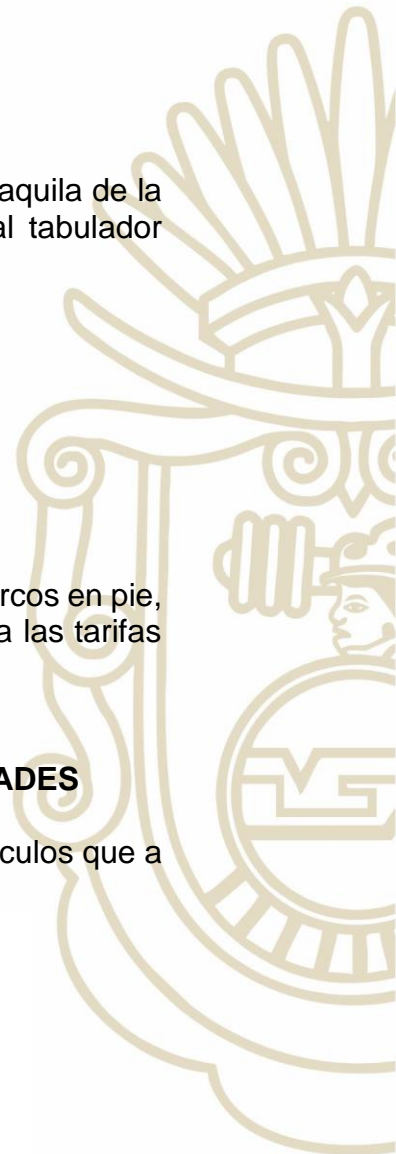 aquila de la
al tabulador
rcos en pie,
a las tarifas
ADES
culos que a